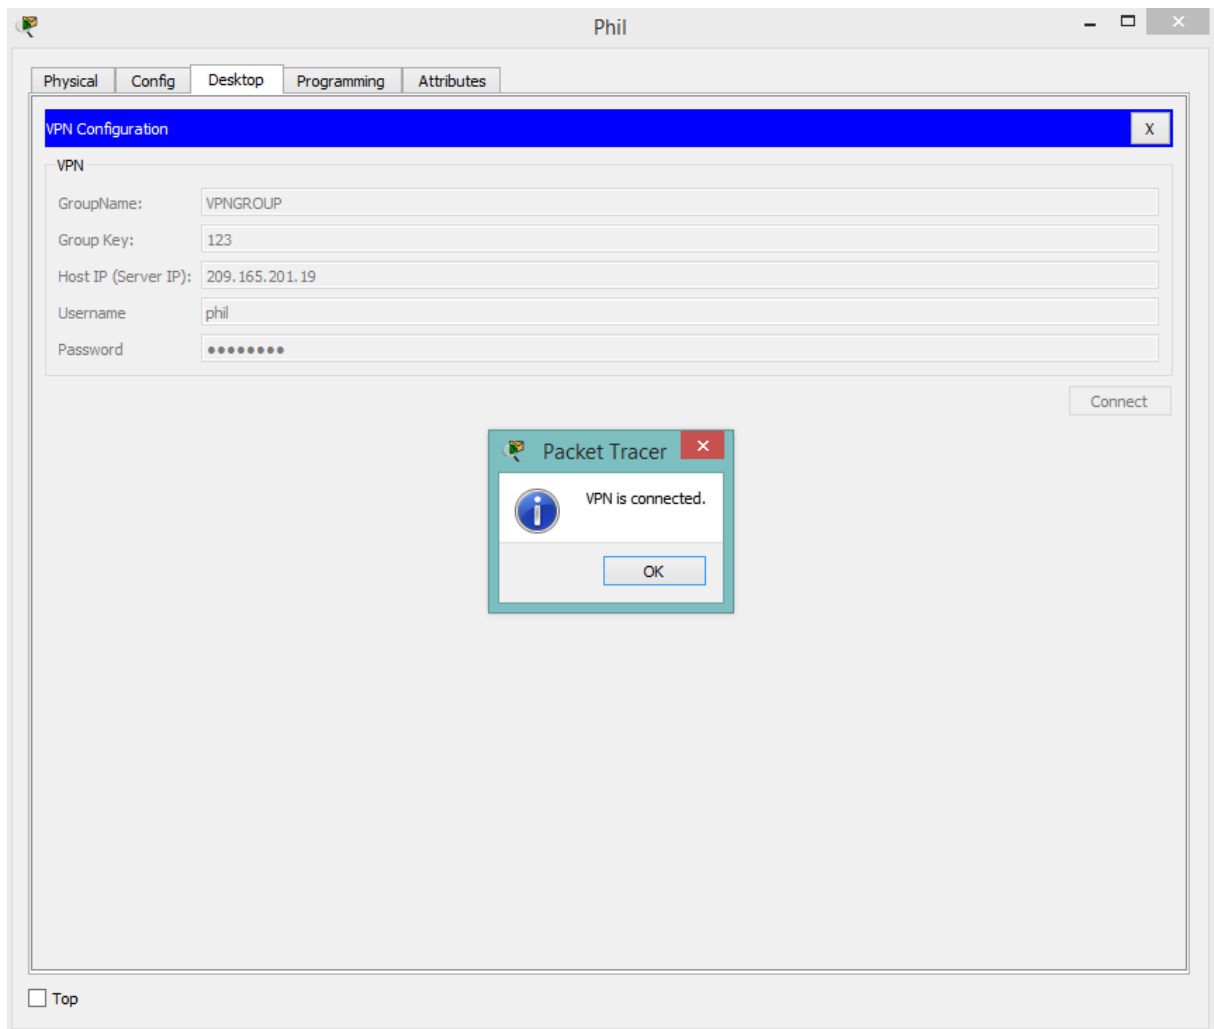 Phil
Physical Config Desktop Programming Attributes
VPN Configuration X
VPN
GroupName: VPNGROUP
Group Key: 123
Host IP (Server IP): 209.165.201.19
Username phil
Password ●●●●●●●●
Connect
Packet Tracer
VPN is connected.
OK
Top